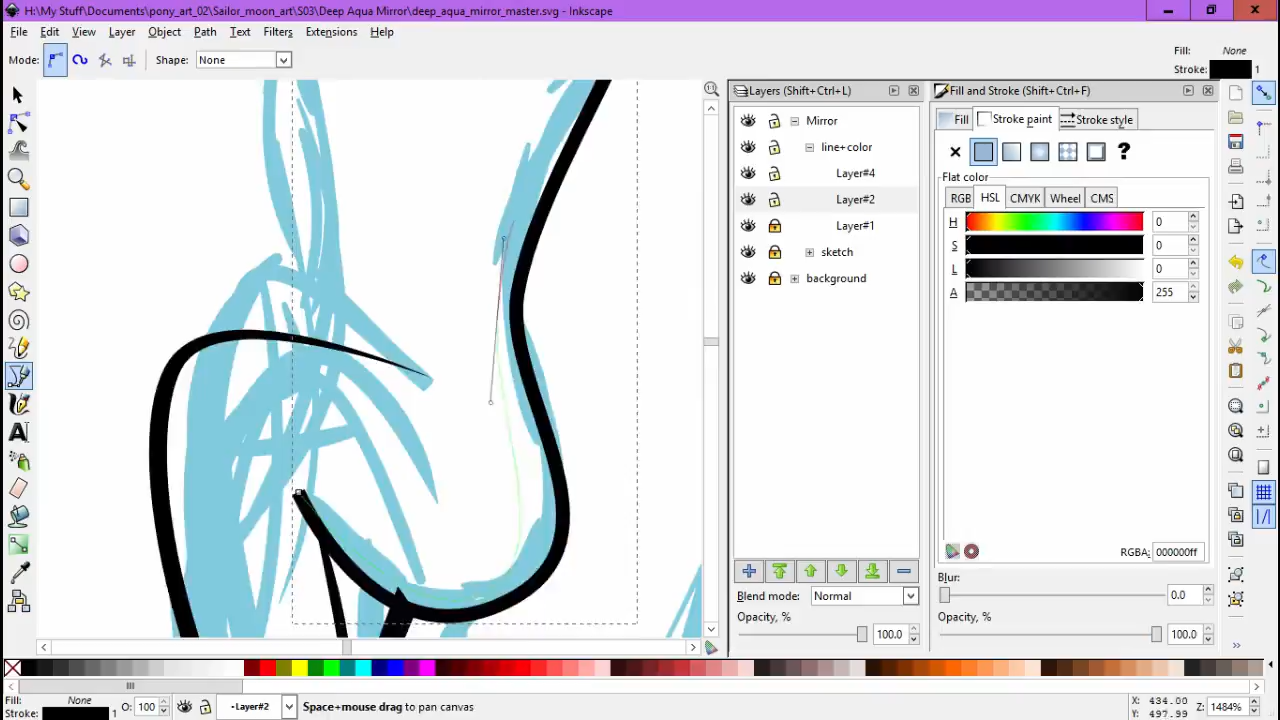 H:\My Stuff\Documents\pony_art_02\Sailor_moon_art\S03\Deep Aqua Mirror\deep_aqua_mirror_master.svg - Inkscape
File Edit View Layer Object Path Text Filters Extensions Help
Mode: Shape: None
Fill: None
Stroke: 1
Layers (Shift+Ctrl+L)
Fill and Stroke (Shift+Ctrl+F)
Mirror
line+color
Layer#4
Layer#2
Layer#1
sketch
background
Fill Stroke paint Stroke style
?
Flat color
RGB HSL CMYK Wheel CMS
H 0
S 0
L 0
A 255
RGBA: 000000ff
Blend mode: Normal
Opacity, %
100.0
Blur:
0.0
Opacity, %
100.0
Fill: None
Stroke: 1
O: 100
•Layer#2
Space+mouse drag to pan canvas
X: 434.00
Y: 497.99
Z: 1484%